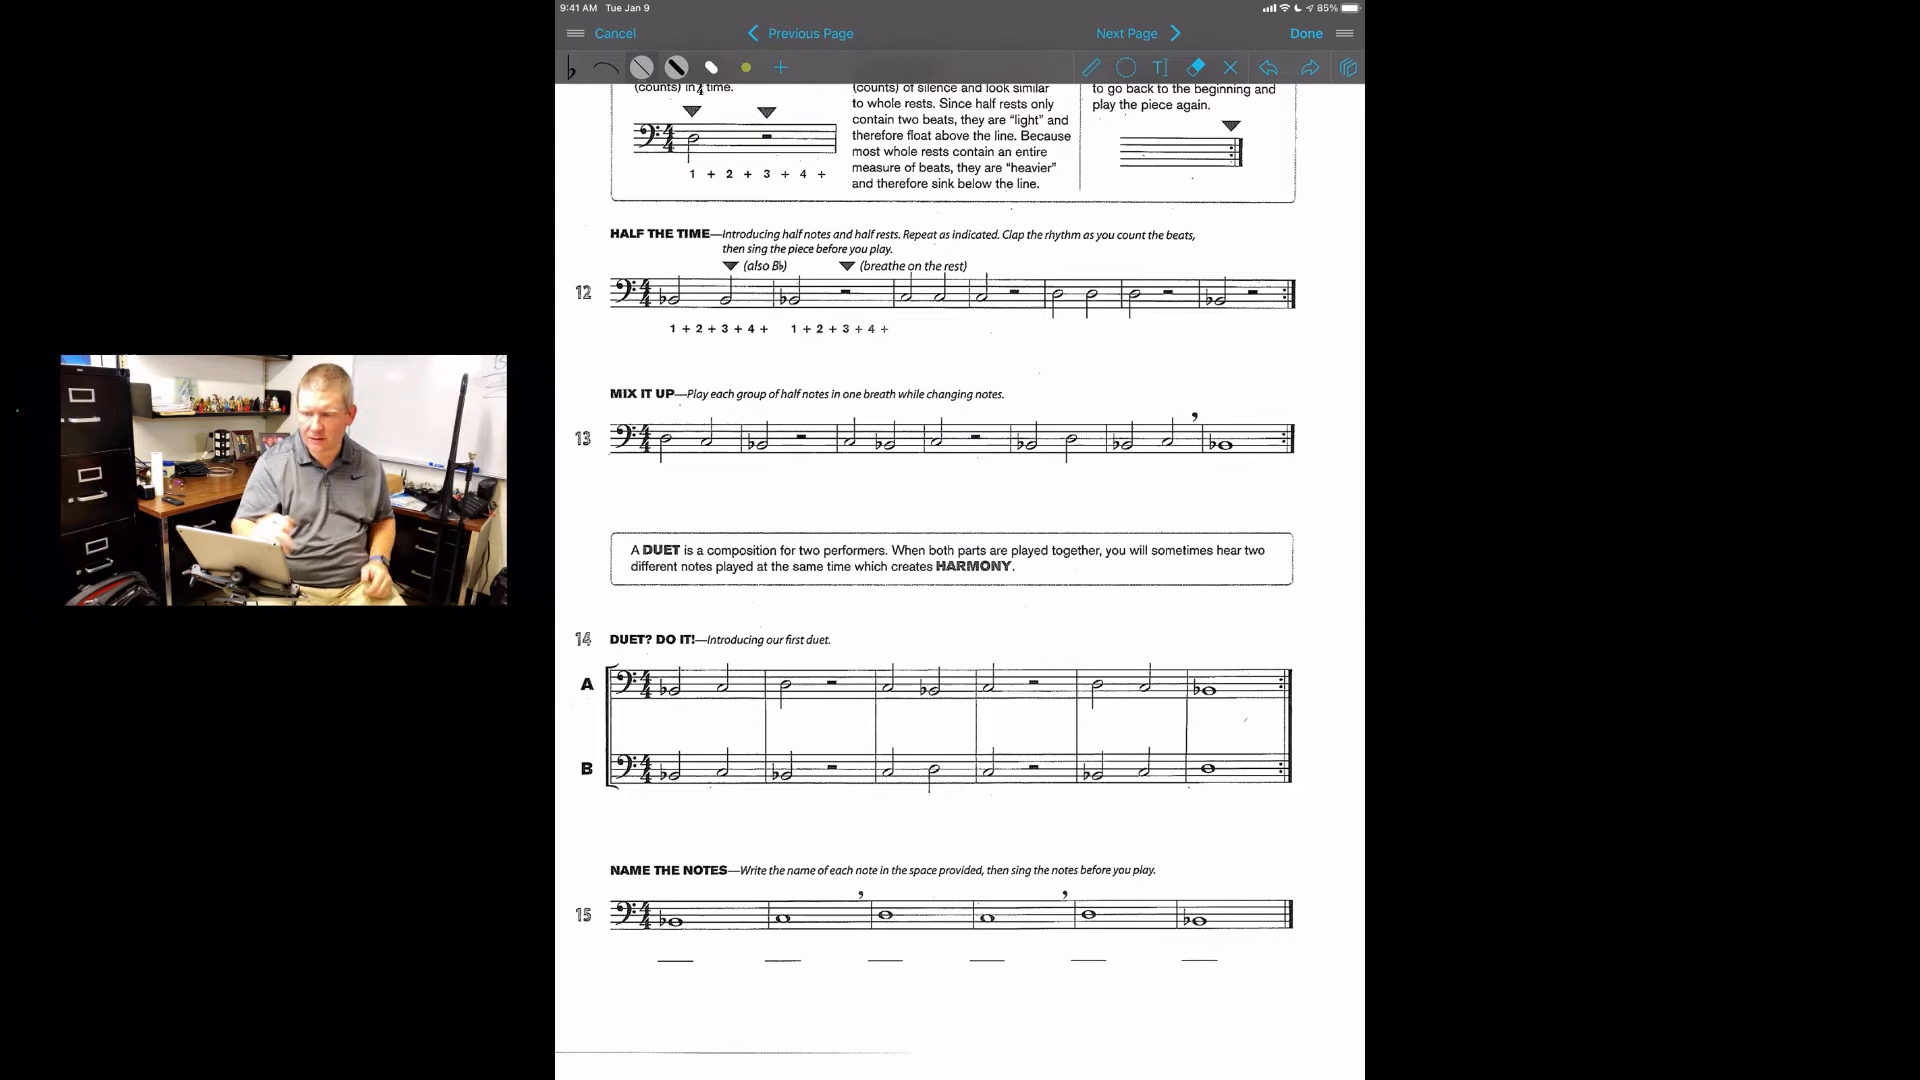 9:41 AM Tue Jan 9
85%
Cancel
Previous Page
Next Page
Done
(counts) in 4 time.
1 + 2 + 3 + 4 +
(counts) of silence and look similar
to whole rests. Since half rests only
contain two beats, they are "light" and
therefore float above the line. Because
most whole rests contain an entire
measure of beats, they are "heavier"
and therefore sink below the line.
to go back to the beginning and
play the piece again.
HALF THE TIME—Introducing half notes and half rests. Repeat as indicated. Clap the rhythm as you count the beats,
then sing the piece before you play.
(also B♭) (breathe on the rest)
12
1 + 2 + 3 + 4 + 1 + 2 + 3 + 4 +
MIX IT UP—Play each group of half notes in one breath while changing notes.
13
A DUET is a composition for two performers. When both parts are played together, you will sometimes hear two
different notes played at the same time which creates HARMONY.
14 DUET? DO IT!—Introducing our first duet.
A
B
NAME THE NOTES—Write the name of each note in the space provided, then sing the notes before you play.
15